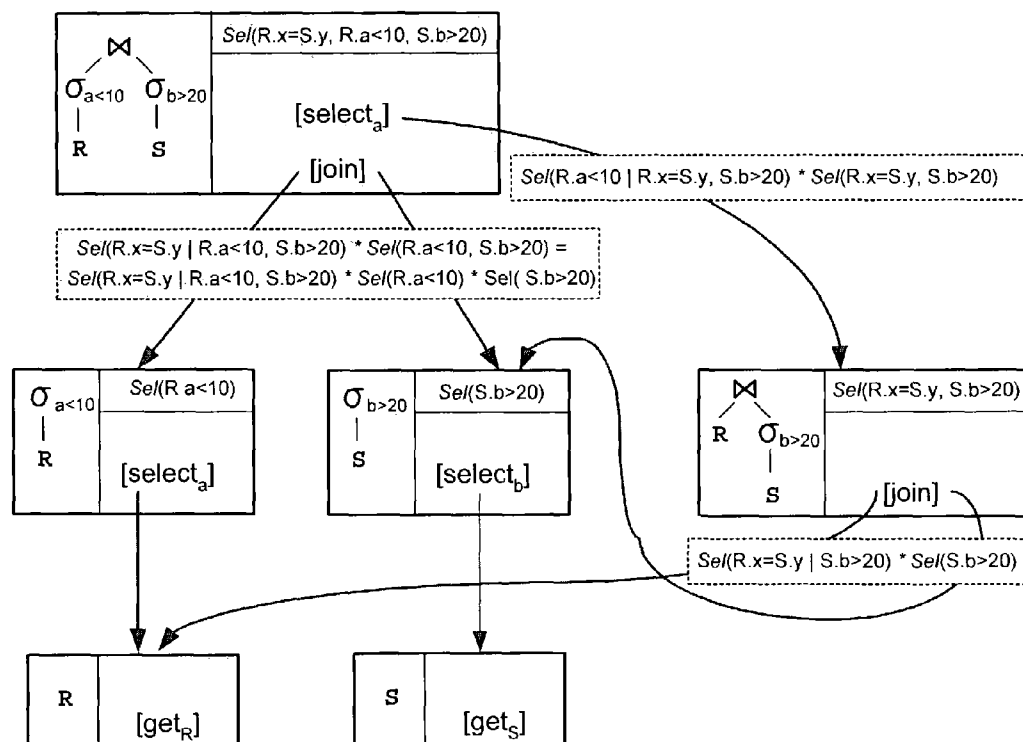 Sel(R.x=S.y, R.a<10, S.b>20)
⋈
σa<10 σb>20
R S
[selecta]
[join]
Sel(R.a<10 | R.x=S.y, S.b>20) * Sel(R.x=S.y, S.b>20)
Sel(R.x=S.y | R.a<10, S.b>20) * Sel(R.a<10, S.b>20) =
Sel(R.x=S.y | R.a<10, S.b>20) * Sel(R.a<10) * Sel( S.b>20)
σa<10
R
Sel(R a<10)
[selecta]
σb>20
S
Sel(S.b>20)
[selectb]
⋈
R σb>20
S
Sel(R.x=S.y, S.b>20)
[join]
Sel(R.x=S.y | S.b>20) * Sel(S.b>20)
R
[getR]
S
[getS]